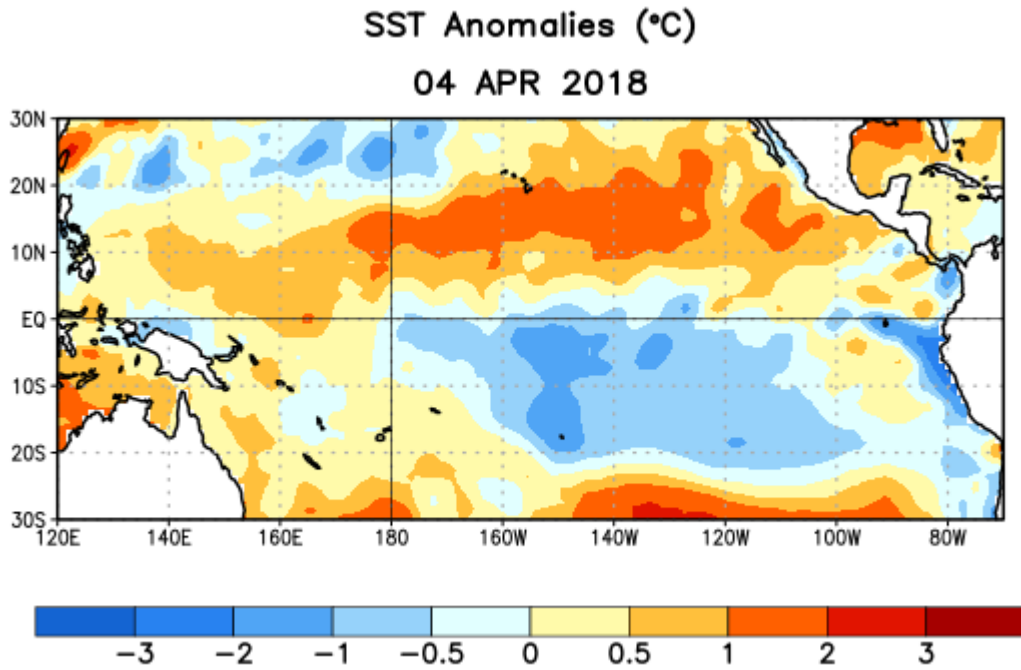 SST Anomalies (°C)
04 APR 2018
30N
20N
10N
EQ
10S
20S
30S
120E 140E 160E 180 160W 140W 120W 100W 80W
-3 -2 -1 -0.5 0 0.5 1 2 3